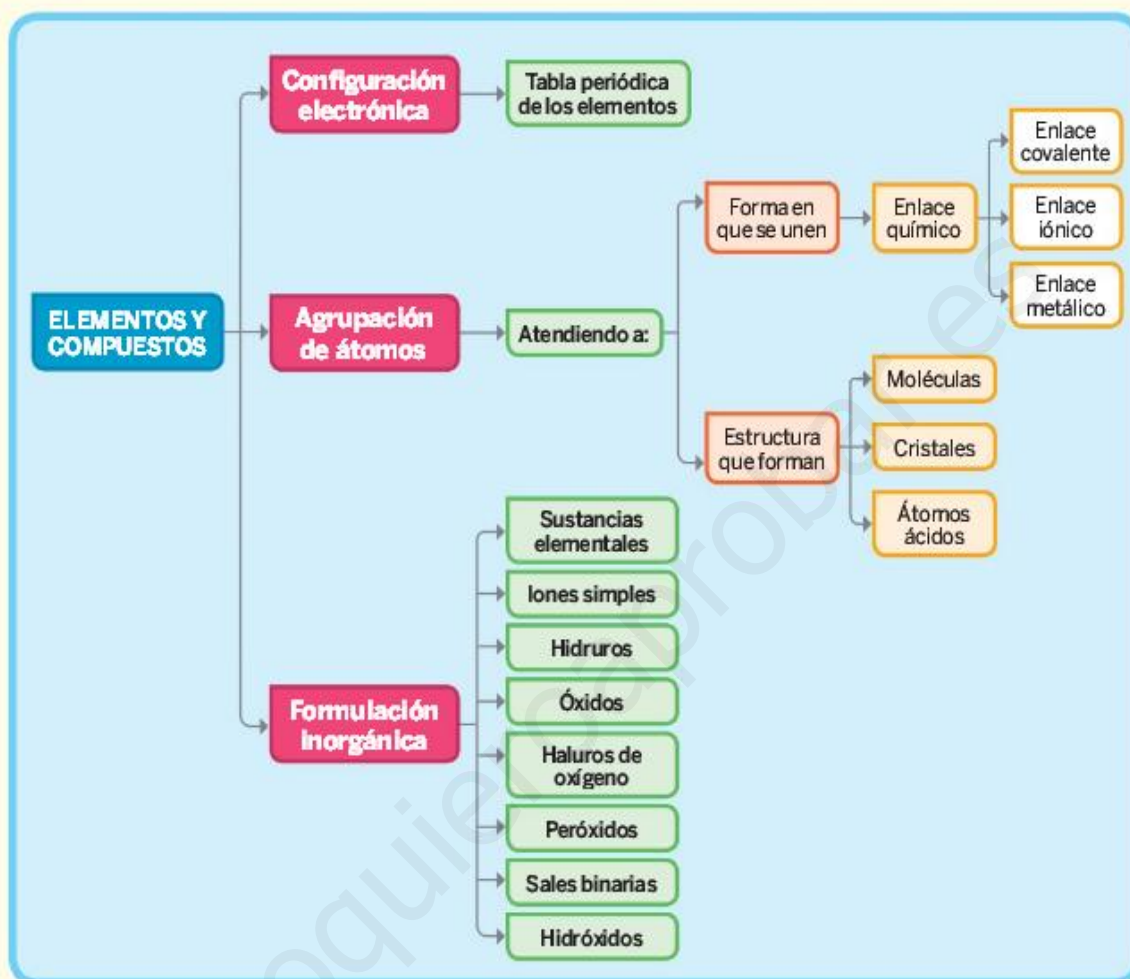 Configuración
electrónica
Tabla periódica
de los elementos
Enlace
covalente
Forma en
que se unen
Enlace
químico
Enlace
iónico
Enlace
metálico
ELEMENTOS Y
COMPUESTOS
Agrupación
de átomos
Atendiendo a:
Moléculas
Estructura
que forman
Cristales
Átomos
ácidos
Sustancias
elementales
Iones simples
Hidruros
Óxidos
Formulación
inorgánica
Haluros de
oxígeno
Peróxidos
Sales binarias
Hidróxidos
oquieroaprobar.es